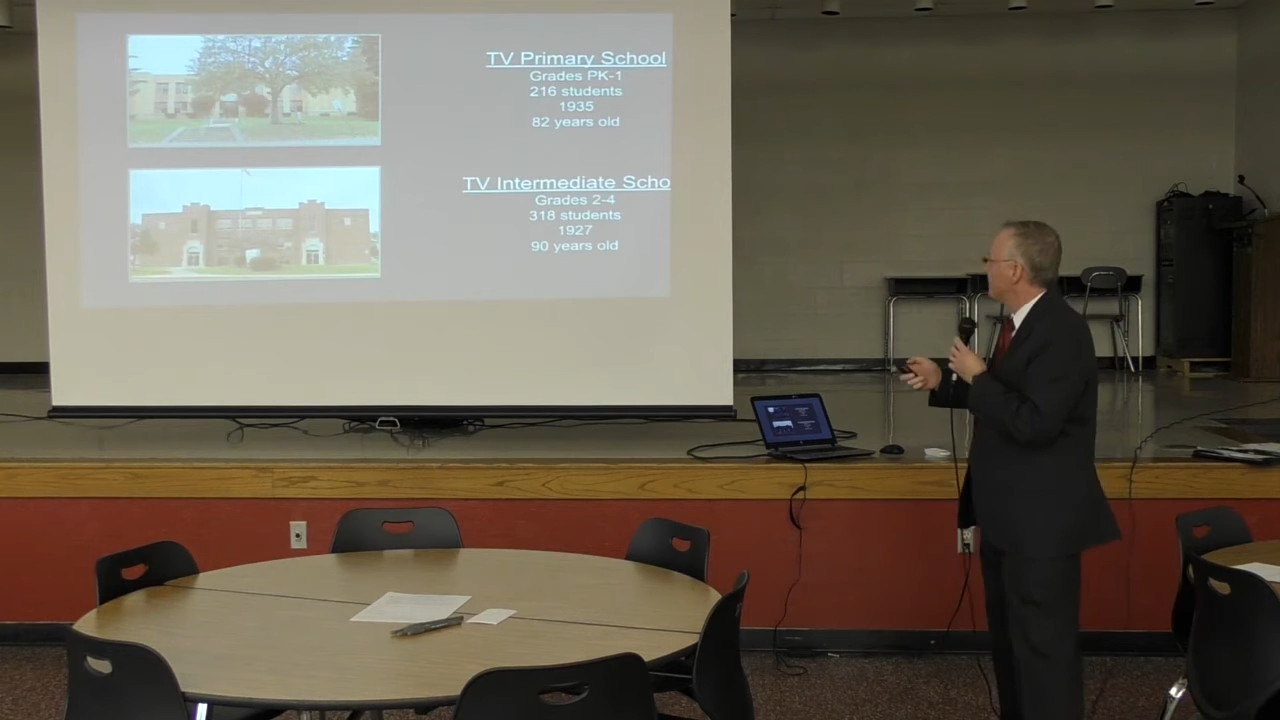 TV Primary School
Grades PK-1
216 students
1935
82 years old
TV Intermediate Scho
Grades 2-4
318 students
1927
90 years old